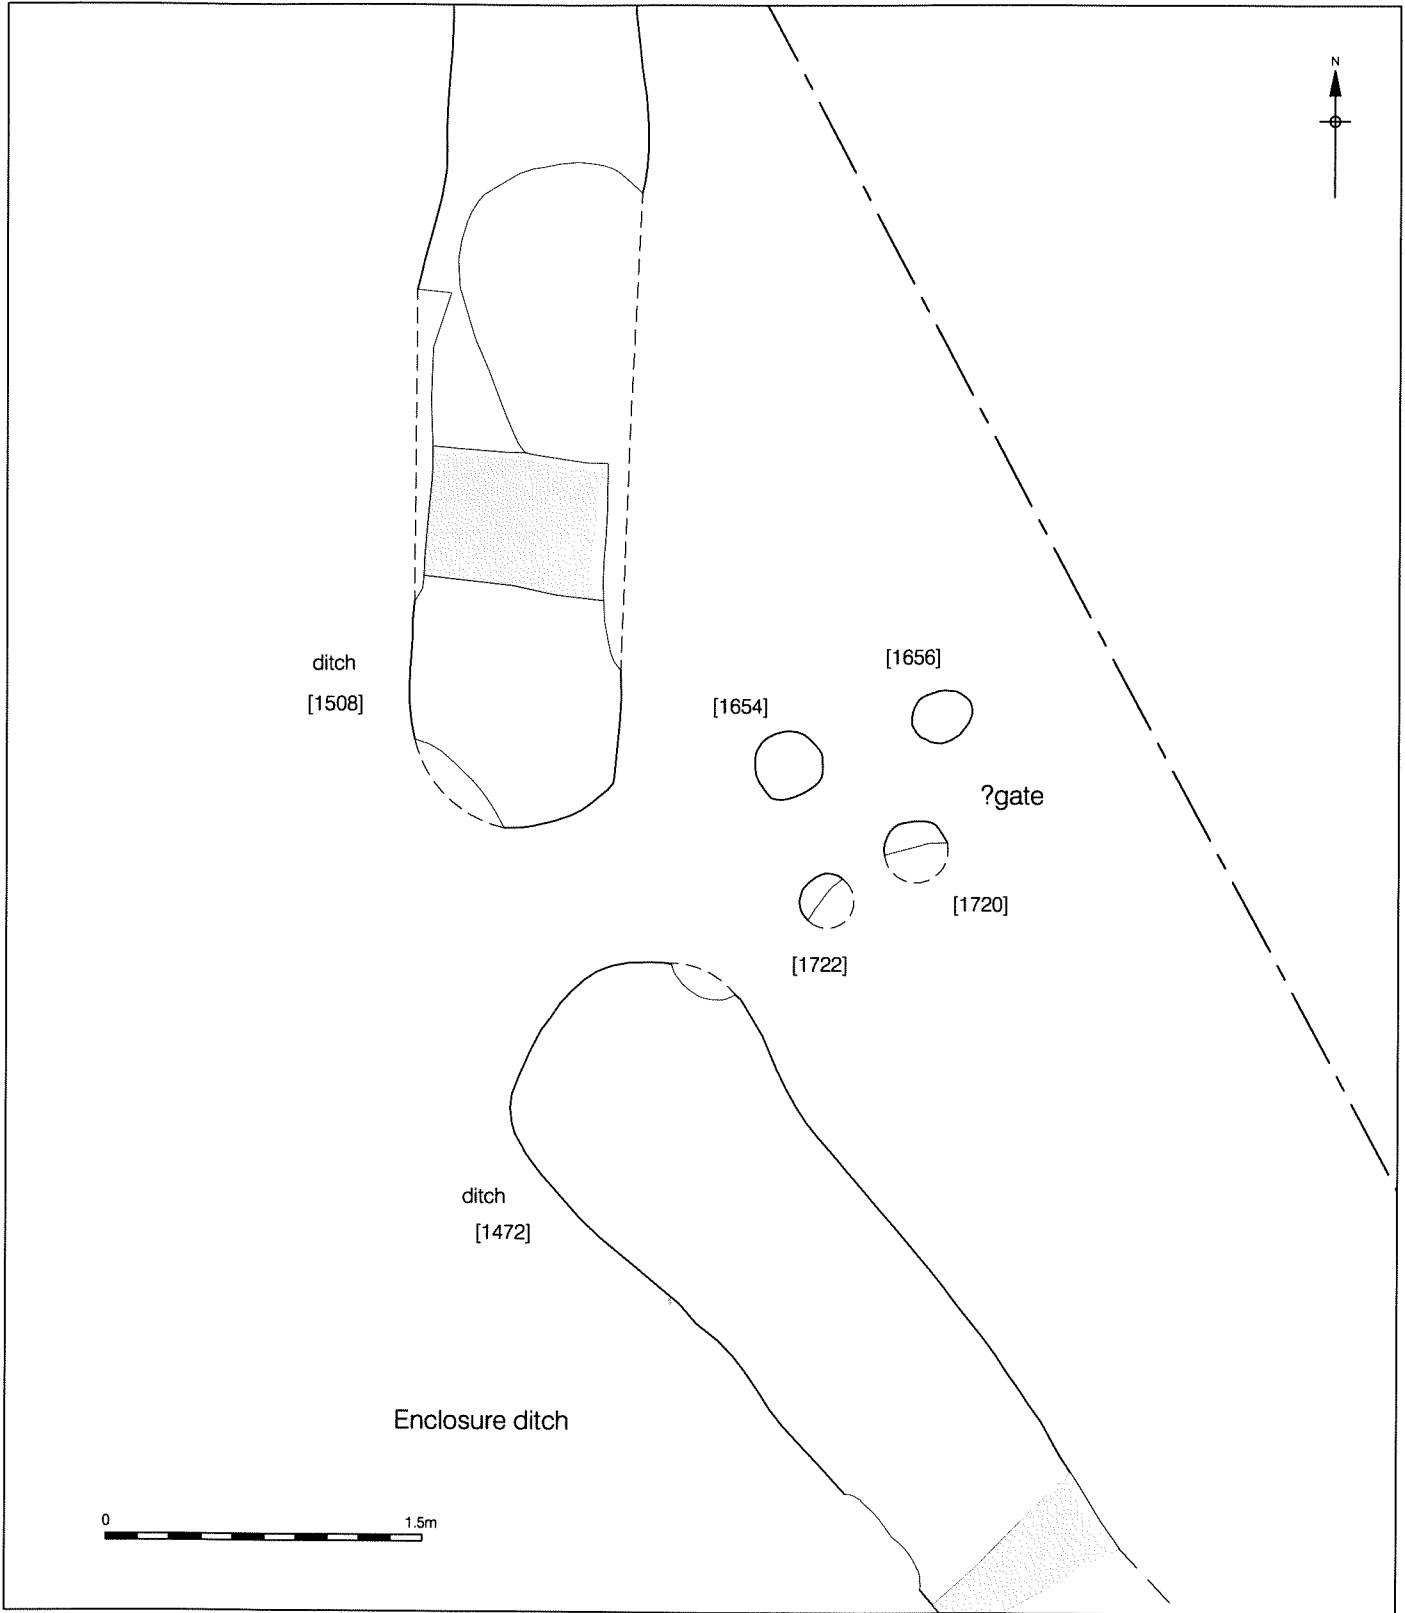 N
ditch
[1508]
[1656]
[1654]
?gate
[1720]
[1722]
ditch
[1472]
Enclosure ditch
0 1.5m